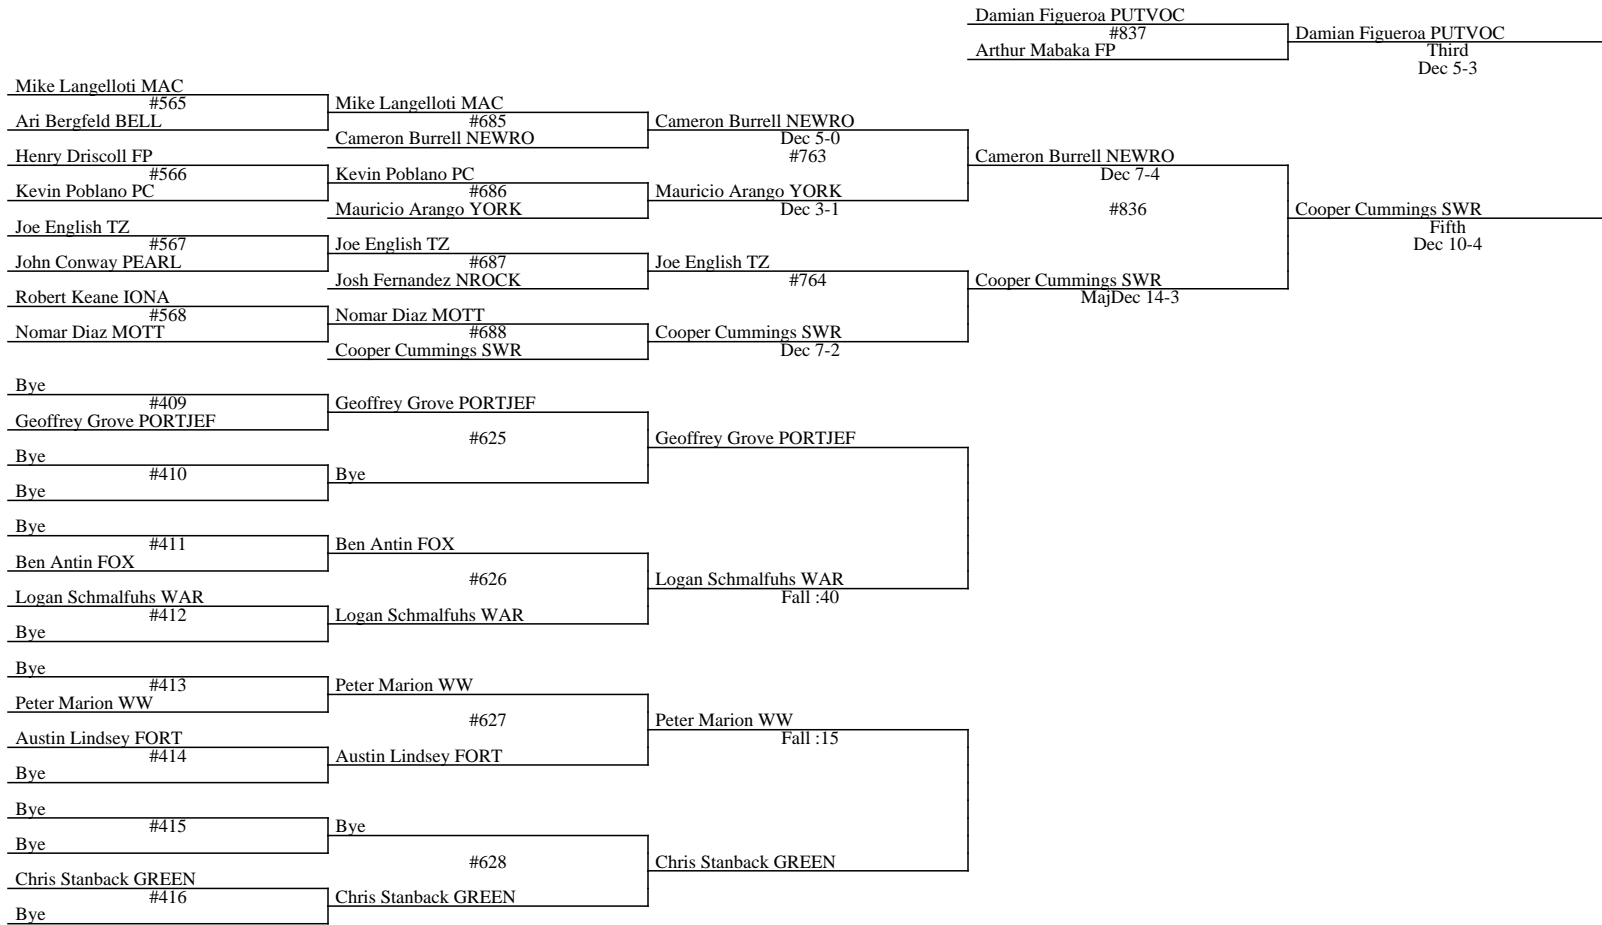 Damian Figueroa PUTVOC
#837
Arthur Mabaka FP
Damian Figueroa PUTVOC
Third
Dec 5-3
Mike Langelloti MAC
#565
Ari Bergfeld BELL
Henry Driscoll FP
#566
Kevin Poblano PC
Joe English TZ
#567
John Conway PEARL
Robert Keane IONA
#568
Nomar Diaz MOTT
Mike Langelloti MAC
#685
Cameron Burrell NEWRO
Kevin Poblano PC
#686
Mauricio Arango YORK
Joe English TZ
#687
Josh Fernandez NROCK
Nomar Diaz MOTT
#688
Cooper Cummings SWR
Cameron Burrell NEWRO
Dec 5-0
#763
Mauricio Arango YORK
Dec 3-1
Joe English TZ
#764
Cooper Cummings SWR
Dec 7-2
Cameron Burrell NEWRO
Dec 7-4
#836
Cooper Cummings SWR
MajDec 14-3
Cooper Cummings SWR
Fifth
Dec 10-4
Bye
#409
Geoffrey Grove PORTJEF
Bye
#410
Bye
Bye
#411
Ben Antin FOX
Logan Schmalfuhs WAR
#412
Bye
Bye
#413
Peter Marion WW
Austin Lindsey FORT
#414
Bye
Bye
#415
Bye
Chris Stanback GREEN
#416
Bye
Geoffrey Grove PORTJEF
#625
Bye
Ben Antin FOX
#626
Logan Schmalfuhs WAR
Peter Marion WW
#627
Austin Lindsey FORT
Bye
#628
Chris Stanback GREEN
Geoffrey Grove PORTJEF
Logan Schmalfuhs WAR
Fall :40
Peter Marion WW
Fall :15
Chris Stanback GREEN